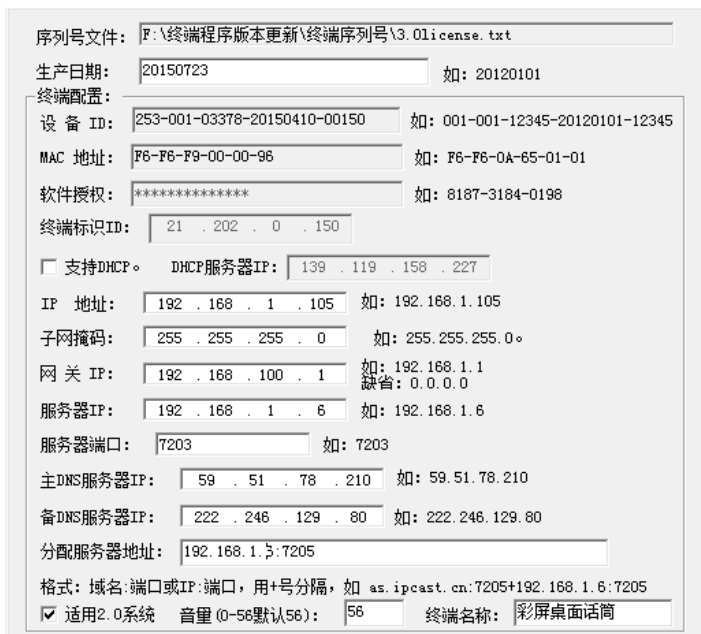 序列号文件: F:\终端程序版本更新\终端序列号\3.0license.txt
生产日期: 20150723 如: 20120101
终端配置:
设 备 ID: 253-001-03378-20150410-00150 如: 001-001-12345-20120101-12345
MAC 地址: F6-F6-F9-00-00-96 如: F6-F6-0A-65-01-01
软件授权: ************** 如: 8187-3184-0198
终端标识ID: 21 . 202 . 0 . 150
支持DHCP。 DHCP服务器IP: 139 . 119 . 158 . 227
IP 地址: 192 . 168 . 1 . 105 如: 192.168.1.105
子网掩码: 255 . 255 . 255 . 0 如: 255.255.255.0。
网 关 IP: 192 . 168 . 100 . 1 如: 192.168.1.1
缺省: 0.0.0.0
服务器IP: 192 . 168 . 1 . 6 如: 192.168.1.6
服务器端口: 7203 如: 7203
主DNS服务器IP: 59 . 51 . 78 . 210 如: 59.51.78.210
备DNS服务器IP: 222 . 246 . 129 . 80 如: 222.246.129.80
分配服务器地址: 192.168.1.:7205
格式: 域名:端口或IP:端口, 用+号分隔, 如 as.ipcast.cn:7205+192.168.1.6:7205
适用2.0系统 音量(0-56默认56): 56 终端名称: 彩屏桌面话筒